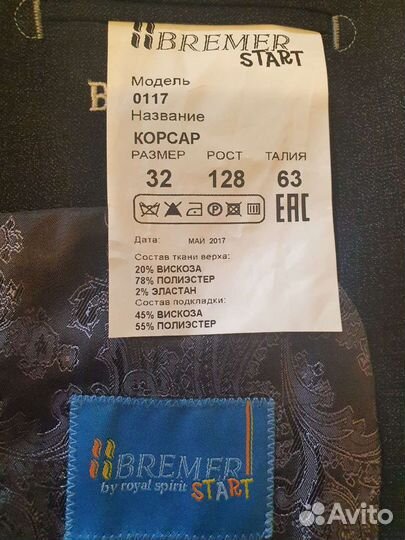 BREMER
START
Модель
0117
Название
КОРСАР
РАЗМЕР РОСТ ТАЛИЯ
32 128 63
EAC
Дата: МАЙ 2017
Состав ткани верха:
20% ВИСКОЗА
78% ПОЛИЭСТЕР
2% ЭЛАСТАН
Состав подкладки:
45% ВИСКОЗА
55% ПОЛИЭСТЕР
BREMER
by royal spirit START
Avito